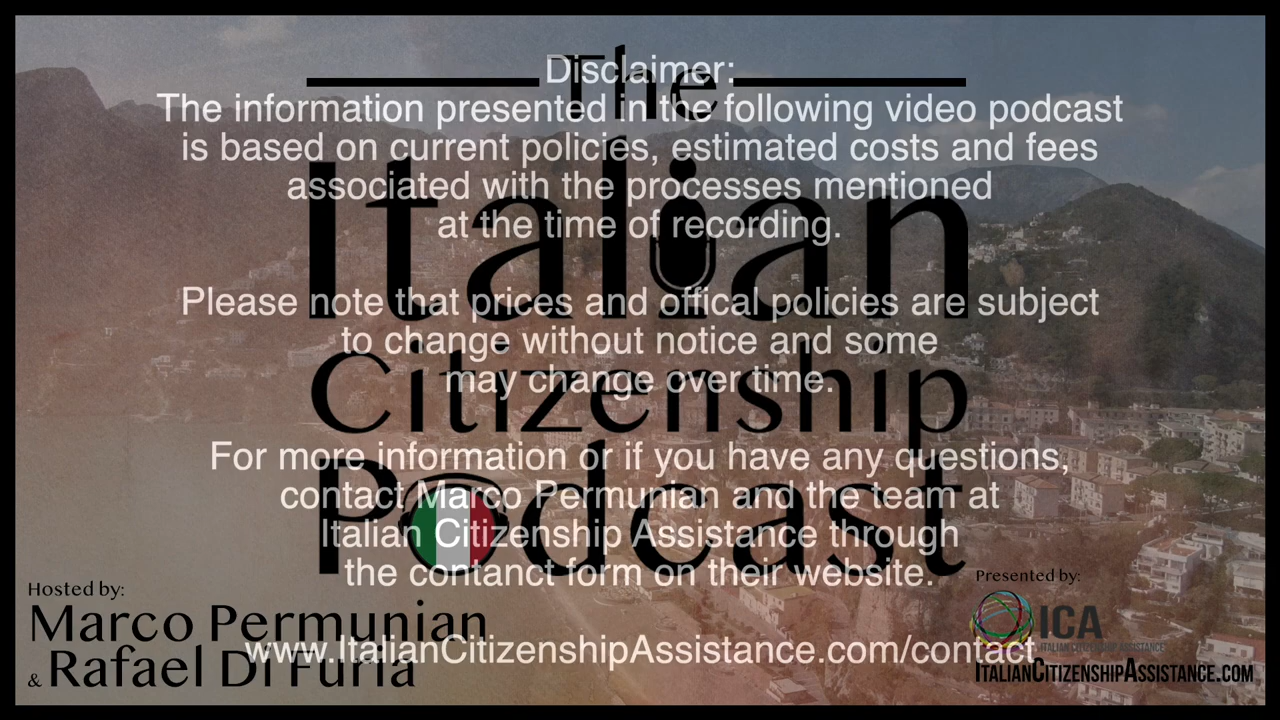 Disclaimer:
The information presented in the following video podcast
is based on current policies, estimated costs and fees
associated with the processes mentioned
at the time of recording.
Please note that prices and offical policies are subject
to change without notice and some
may change over time.
For more information or if you have any questions,
contact Marco Permunian and the team at
Italian Citizenship Assistance through
the contanct form on their website.
www.ItalianCitizenshipAssistance.com/contact
The
Italian
Citizenship
Podcast
Hosted by:
Marco Permunian
& Rafael Di Furia
Presented by:
ICA
ITALIAN CITIZENSHIP ASSISTANCE
ITALIANCITIZENSHIPASSISTANCE.COM